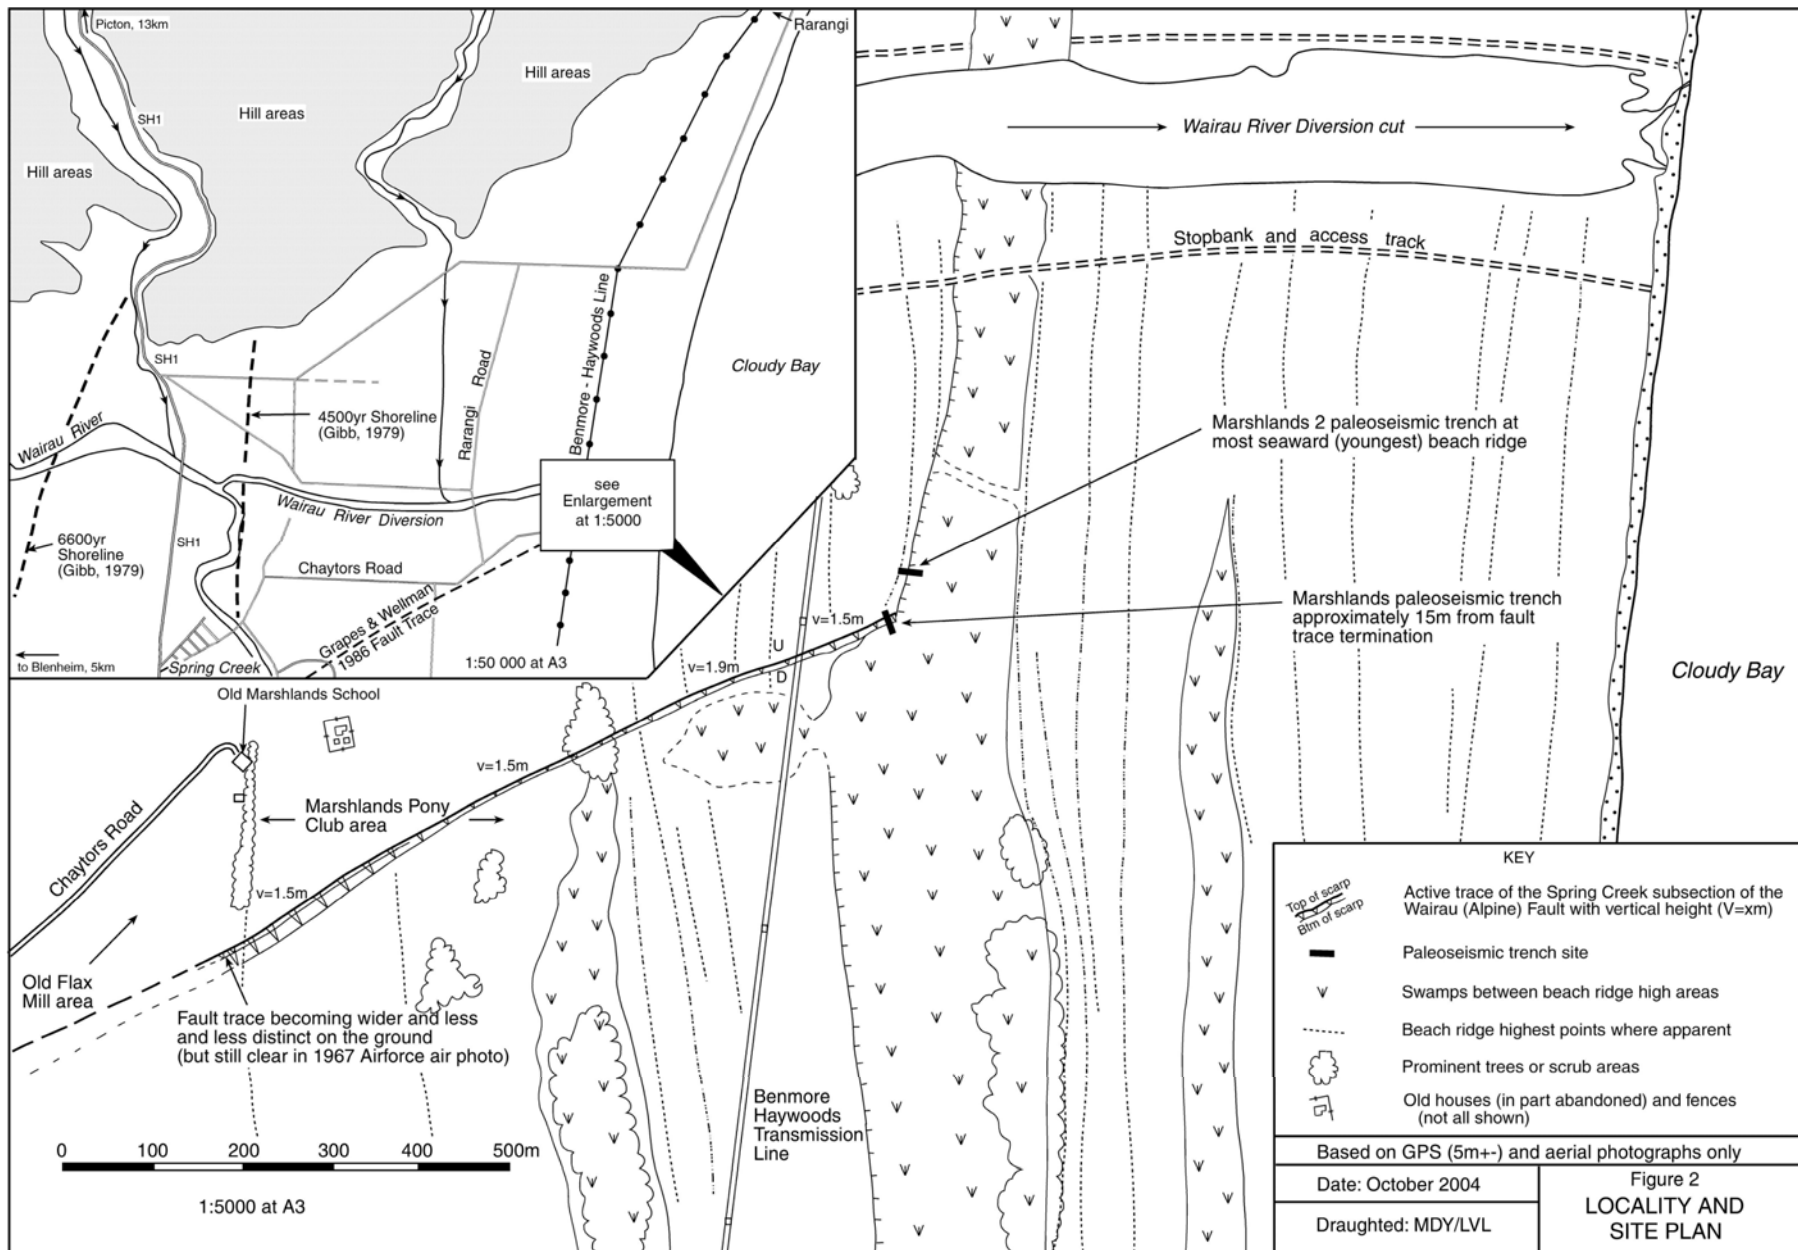 Picton, 13km
Rarangi
SH1
Hill areas
Hill areas
Hill areas
Wairau River Diversion cut
Stopbank and access track
Benmore - Haywoods Line
Cloudy Bay
SH1
Rarangi Road
4500yr Shoreline
(Gibb, 1979)
Wairau River
Marshlands 2 paleoseismic trench at
most seaward (youngest) beach ridge
see
Enlargement
at 1:5000
Wairau River Diversion
6600yr
Shoreline
(Gibb, 1979)
SH1
Chaytors Road
Grapes & Wellman
1986 Fault Trace
Marshlands paleoseismic trench
approximately 15m from fault
trace termination
v=1.5m
U
D
v=1.9m
to Blenheim, 5km
Spring Creek
1:50 000 at A3
Cloudy Bay
Old Marshlands School
v=1.5m
Marshlands Pony
Club area
Chaytors Road
v=1.5m
Old Flax
Mill area
Fault trace becoming wider and less
and less distinct on the ground
(but still clear in 1967 Airforce air photo)
Benmore
Haywoods
Transmission
Line
0 100 200 300 400 500m
1:5000 at A3
KEY
Top of scarp
Btm of scarp
Active trace of the Spring Creek subsection of the
Wairau (Alpine) Fault with vertical height (V=xm)
Paleoseismic trench site
Swamps between beach ridge high areas
Beach ridge highest points where apparent
Prominent trees or scrub areas
Old houses (in part abandoned) and fences
(not all shown)
Based on GPS (5m+-) and aerial photographs only
Date: October 2004
Draughted: MDY/LVL
Figure 2
LOCALITY AND
SITE PLAN